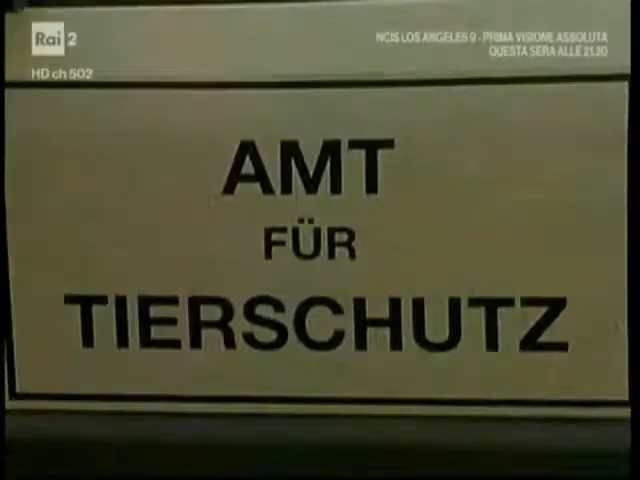 Rai 2
NCIS LOS ANGELES 9 - PRIMA VISIONE ASSOLUTA
QUESTA SERA ALLE 21.20
HD ch 502
AMT
FÜR
TIERSCHUTZ